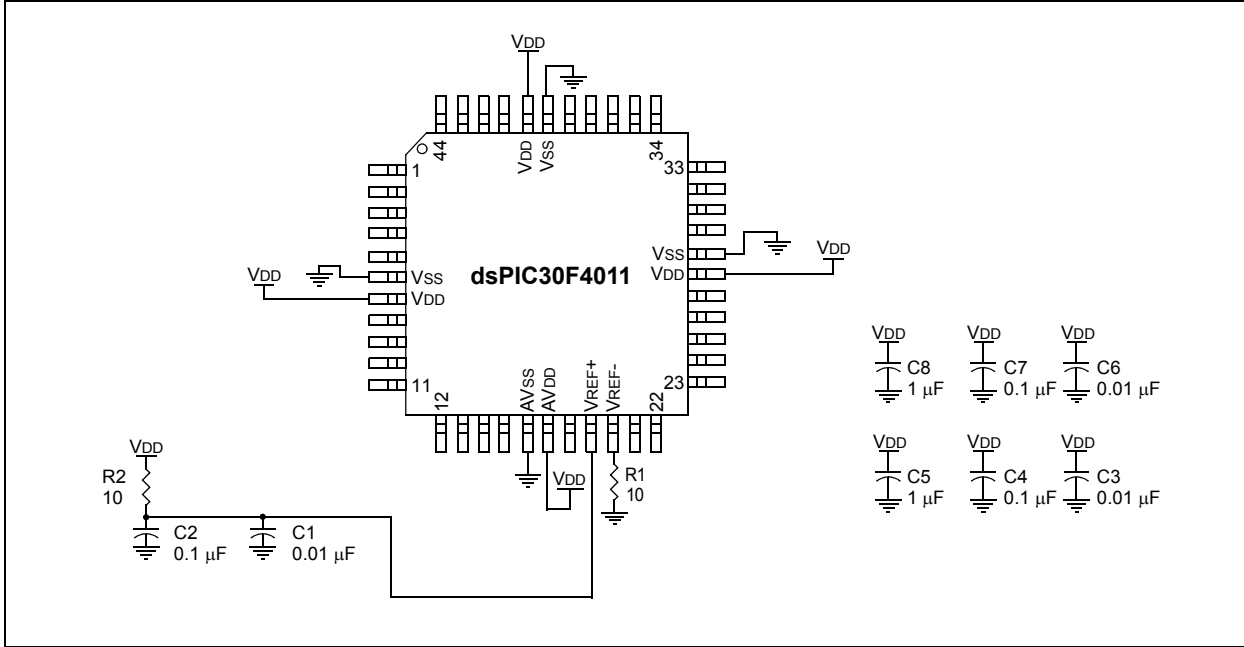 VDD
44
VDD
VSS
34
1
33
VSS
VDD
VSS
VDD
dsPIC30F4011
VDD
VDD
11
23
12
AVSS
AVDD
VREF+
VREF-
22
VDD
R2
10
C2
0.1 μF
C1
0.01 μF
VDD
R1
10
VDD
C8
1 μF
VDD
C7
0.1 μF
VDD
C6
0.01 μF
VDD
C5
1 μF
VDD
C4
0.1 μF
VDD
C3
0.01 μF